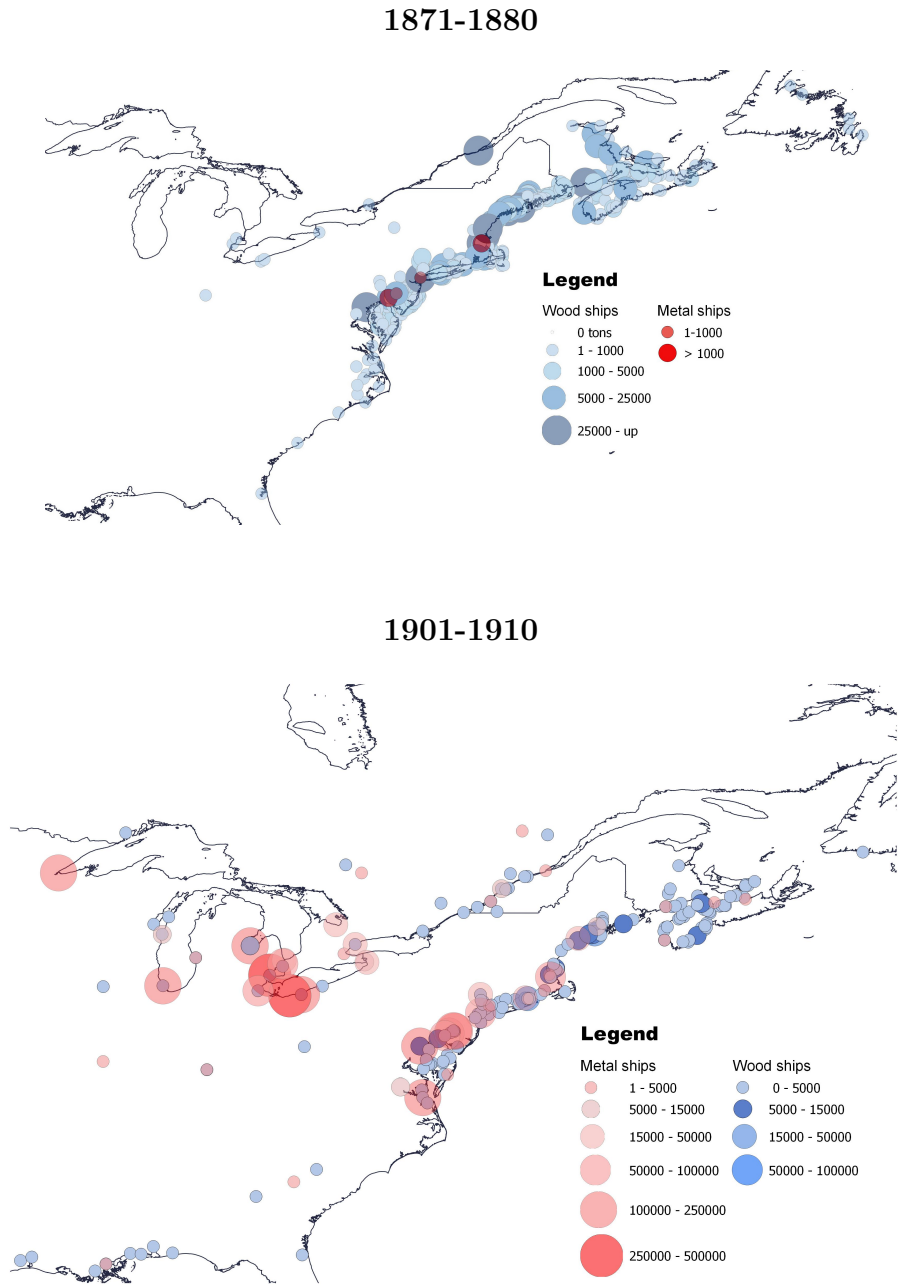 1871-1880
Legend
Wood ships Metal ships
0 tons 1-1000
1 - 1000 > 1000
1000 - 5000
5000 - 25000
25000 - up
1901-1910
Legend
Metal ships Wood ships
1 - 5000 0 - 5000
5000 - 15000 5000 - 15000
15000 - 50000 15000 - 50000
50000 - 100000 50000 - 100000
100000 - 250000
250000 - 500000